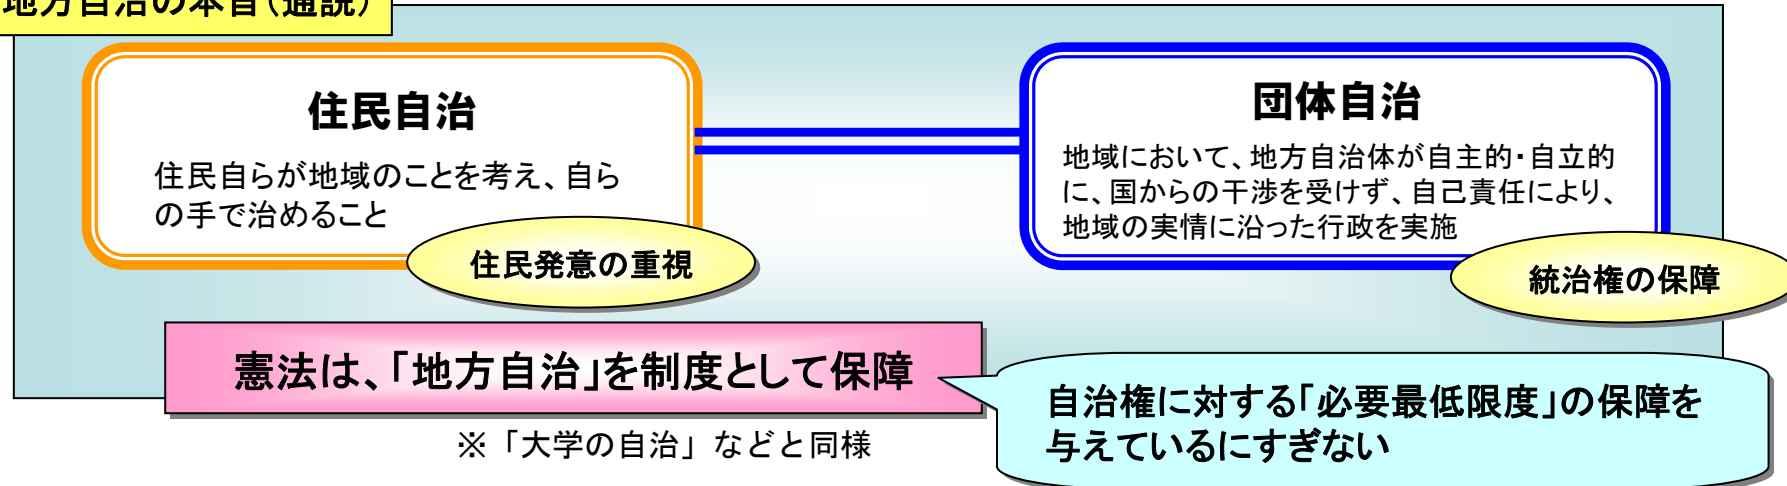 地方自治の本旨（通説）
住民自治
住民自らが地域のことを考え、自ら
の手で治めること
住民発意の重視
団体自治
地域において、地方自治体が自主的・自立的
に、国からの干渉を受けず、自己責任により、
地域の実情に沿った行政を実施
統治権の保障
憲法は、「地方自治」を制度として保障
※「大学の自治」などと同様
自治権に対する「必要最低限度」の保障を
与えているにすぎない